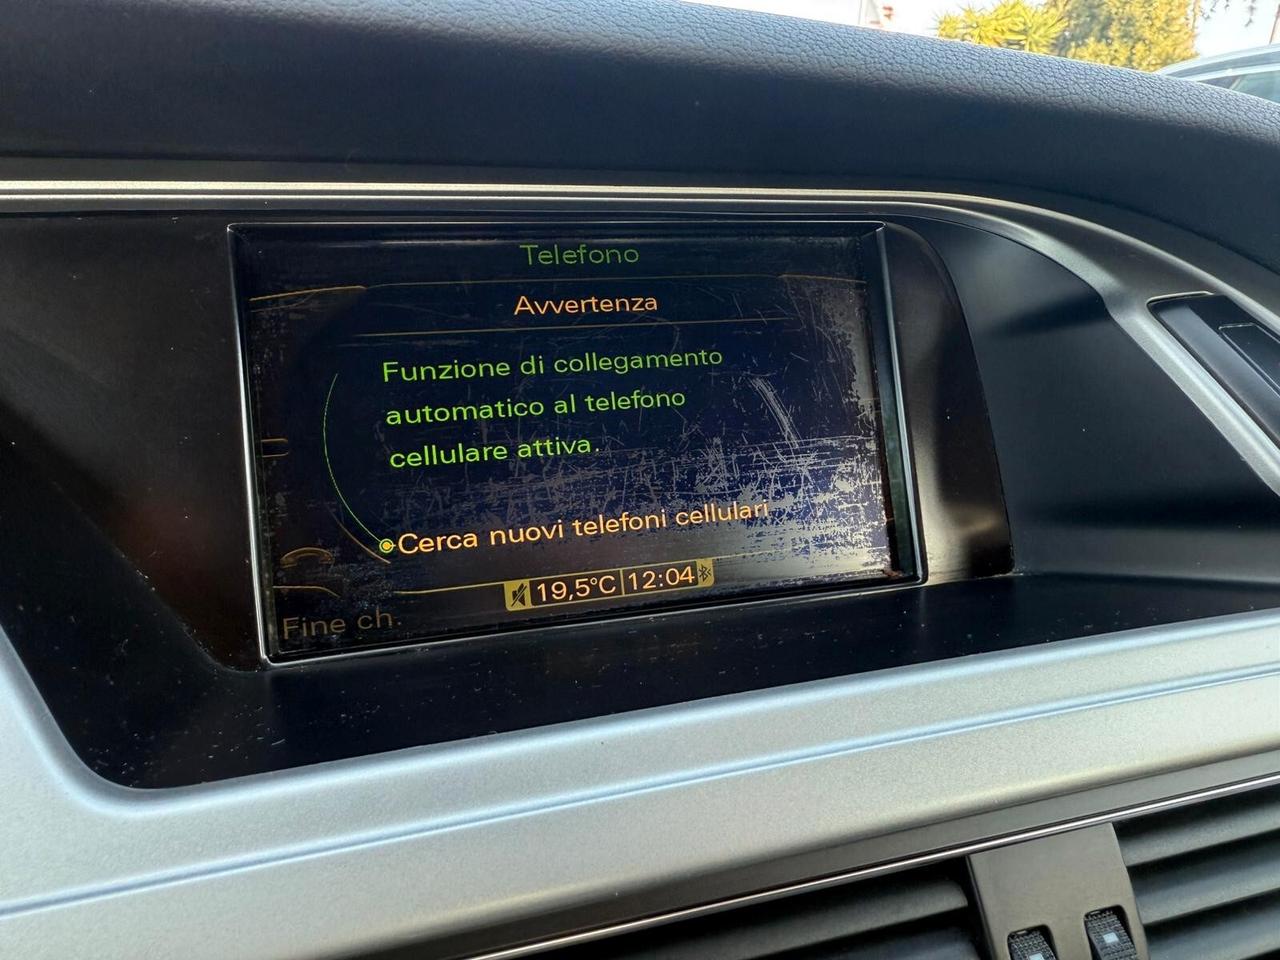 Telefono
Avvertenza
Funzione di collegamento
automatico al telefono
cellulare attiva.
Cerca nuovi telefoni cellulari
19,5°C 12:04
Fine ch.